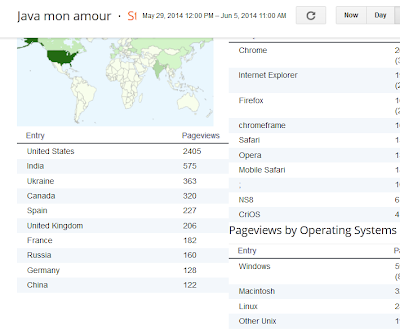 Java mon amour · St May 29, 2014 12:00 PM – Jun 5, 2014 11:00 AM Now Day
Entry Pageviews
United States 2405
India 575
Ukraine 363
Canada 320
Spain 227
United Kingdom 206
France 182
Russia 160
Germany 128
China 122
Chrome
Internet Explorer
Firefox
chromeframe
Safari
Opera
Mobile Safari
;
NS8
CriOS
Pageviews by Operating Systems
Entry Pa
Windows
Macintosh
Linux
Other Unix